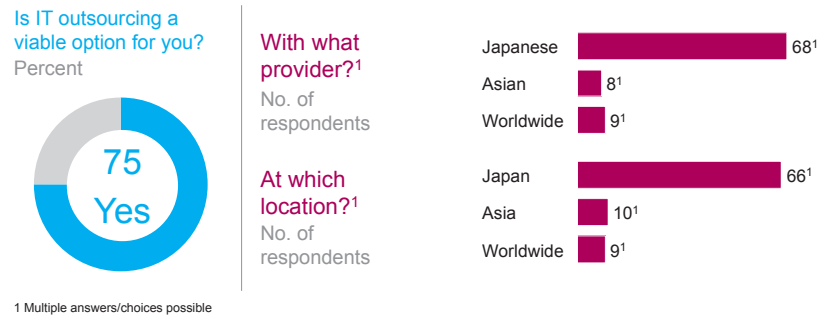 Is IT outsourcing a
viable option for you?
Percent
75
Yes
With what
provider?¹
No. of
respondents
Japanese 68¹
Asian 8¹
Worldwide 9¹
At which
location?¹
No. of
respondents
Japan 66¹
Asia 10¹
Worldwide 9¹
1 Multiple answers/choices possible